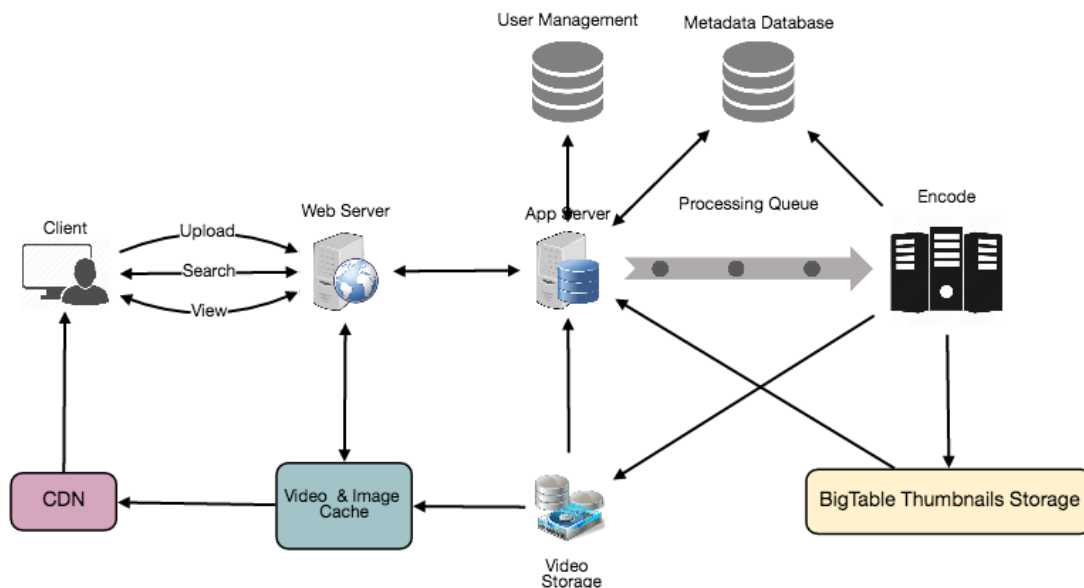 User Management
Metadata Database
Client
Upload
Search
View
Web Server
App Server
Processing Queue
Encode
CDN
Video & Image
Cache
Video
Storage
BigTable Thumbnails Storage